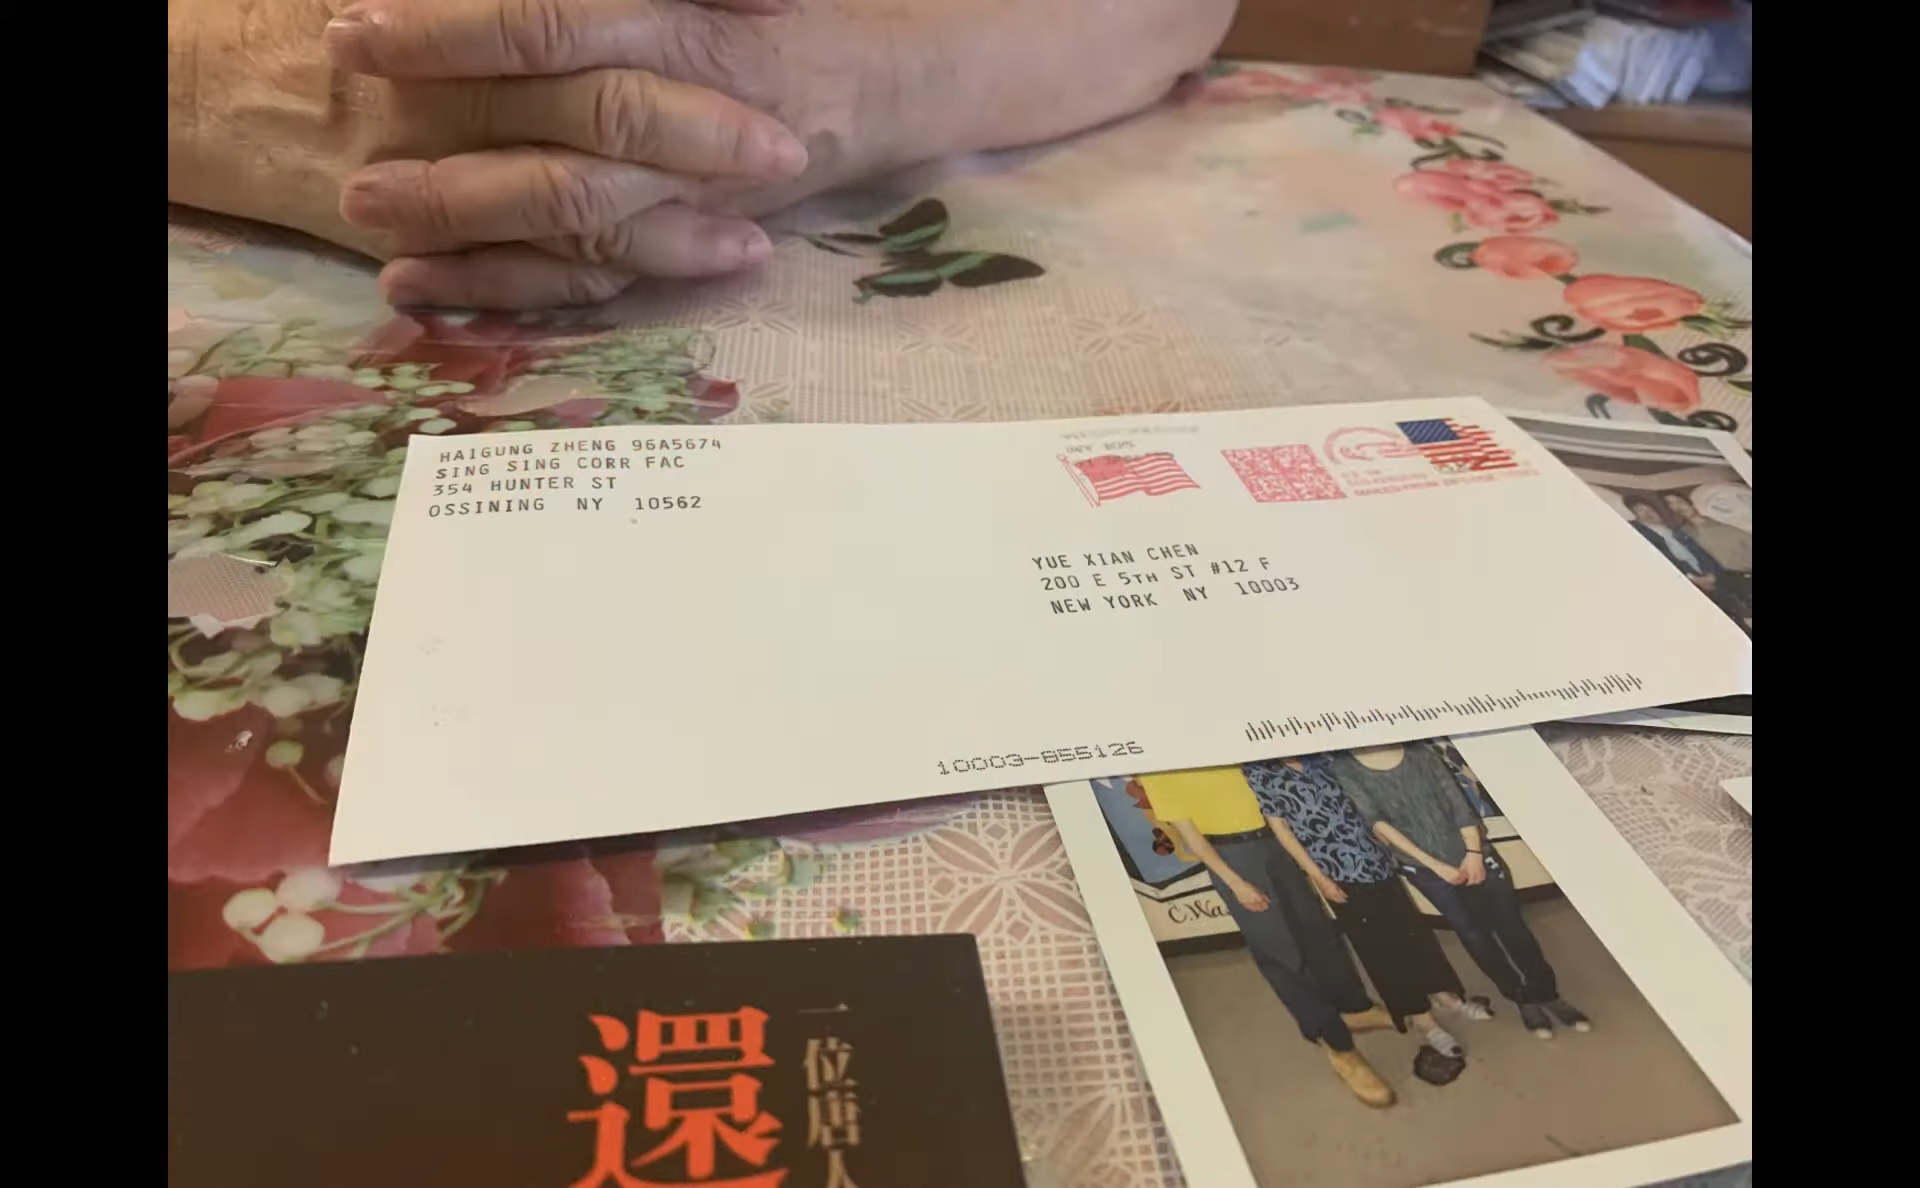 HAIGUNG ZHENG 96A5674
SING SING CORR FAC
354 HUNTER ST
OSSINING NY 10562
YUE XIAN CHEN
200 E 5TH ST #12 F
NEW YORK NY 10003
10003-855126
C.Wa
還
一位唐人